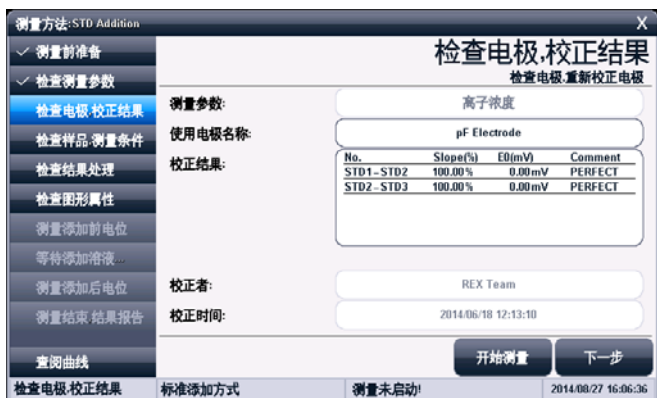 测量方法:STD Addition X
✓ 测量前准备
✓ 检查测量参数
检查电极.校正结果
检查样品.测量条件
检查结果处理
检查图形属性
测量添加前电位
等待添加溶液...
测量添加后电位
测量结束.结果报告
查阅曲线
检查电极.校正结果
检查电极.重新校正电极
测量参数: 离子浓度
使用电极名称: pF Electrode
校正结果:
No. Slope(%) E0(mV) Comment
STD1-STD2 100.00% 0.00mV PERFECT
STD2-STD3 100.00% 0.00mV PERFECT
校正者: REX Team
校正时间: 2014/06/18 12:13:10
开始测量 下一步
检查电极.校正结果 标准添加方式 测量未启动! 2014/08/27 16:06:36